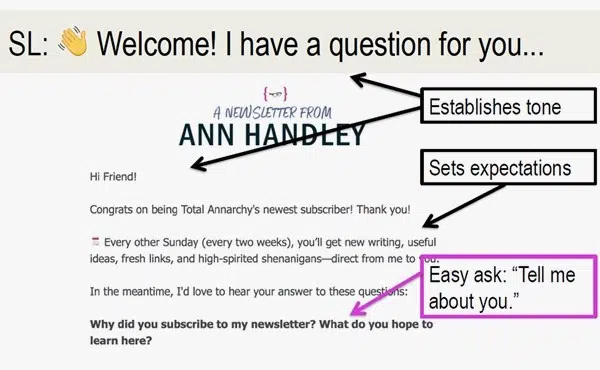 SL: 👋 Welcome! I have a question for you...
A NEWSLETTER FROM
ANN HANDLEY
Establishes tone
Hi Friend!
Sets expectations
Congrats on being Total Annarchy's newest subscriber! Thank you!
Every other Sunday (every two weeks), you'll get new writing, useful
ideas, fresh links, and high-spirited shenanigans—direct from me to you.
Easy ask: “Tell me
about you.”
In the meantime, I'd love to hear your answer to these questions:
Why did you subscribe to my newsletter? What do you hope to
learn here?